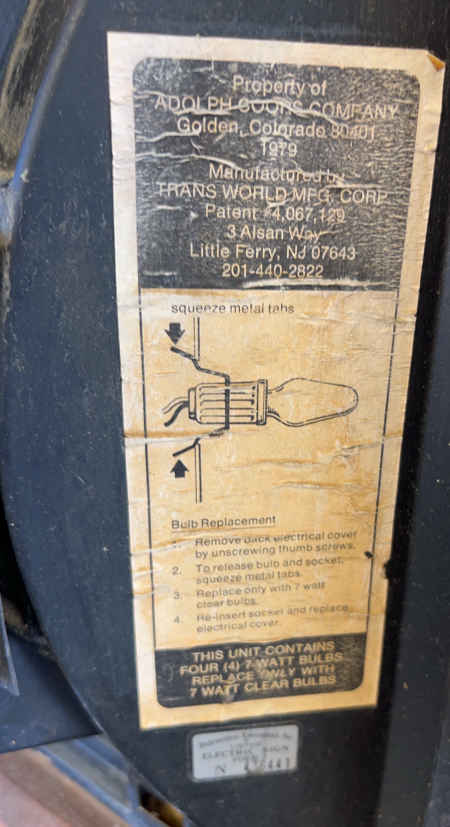 Property of
ADOLPH COORS COMPANY
Golden, Colorado 80401
1979
Manufactured by
TRANS WORLD MFG. CORP.
Patent #4,067,129
3 Alsan Way
Little Ferry, NJ 07643
201-440-2822
squeeze metal tabs
Bulb Replacement
1. Remove back electrical cover
by unscrewing thumb screws.
2. To release bulb and socket,
squeeze metal tabs.
3. Replace only with 7 watt
clear bulbs.
4. Re-insert socket and replace
electrical cover.
THIS UNIT CONTAINS
FOUR (4) 7 WATT BULBS
REPLACE ONLY WITH
7 WATT CLEAR BULBS
Underwriters Laboratories, Inc.
ELECTRIC SIGN
N